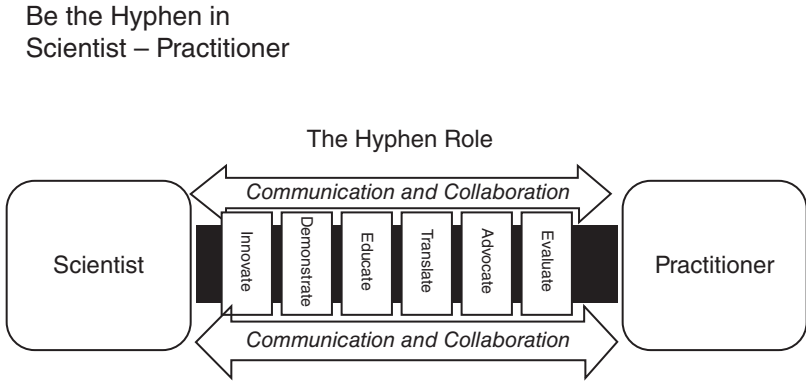 Be the Hyphen in
Scientist – Practitioner
The Hyphen Role
Communication and Collaboration
Scientist
Innovate
Demonstrate
Educate
Translate
Advocate
Evaluate
Practitioner
Communication and Collaboration